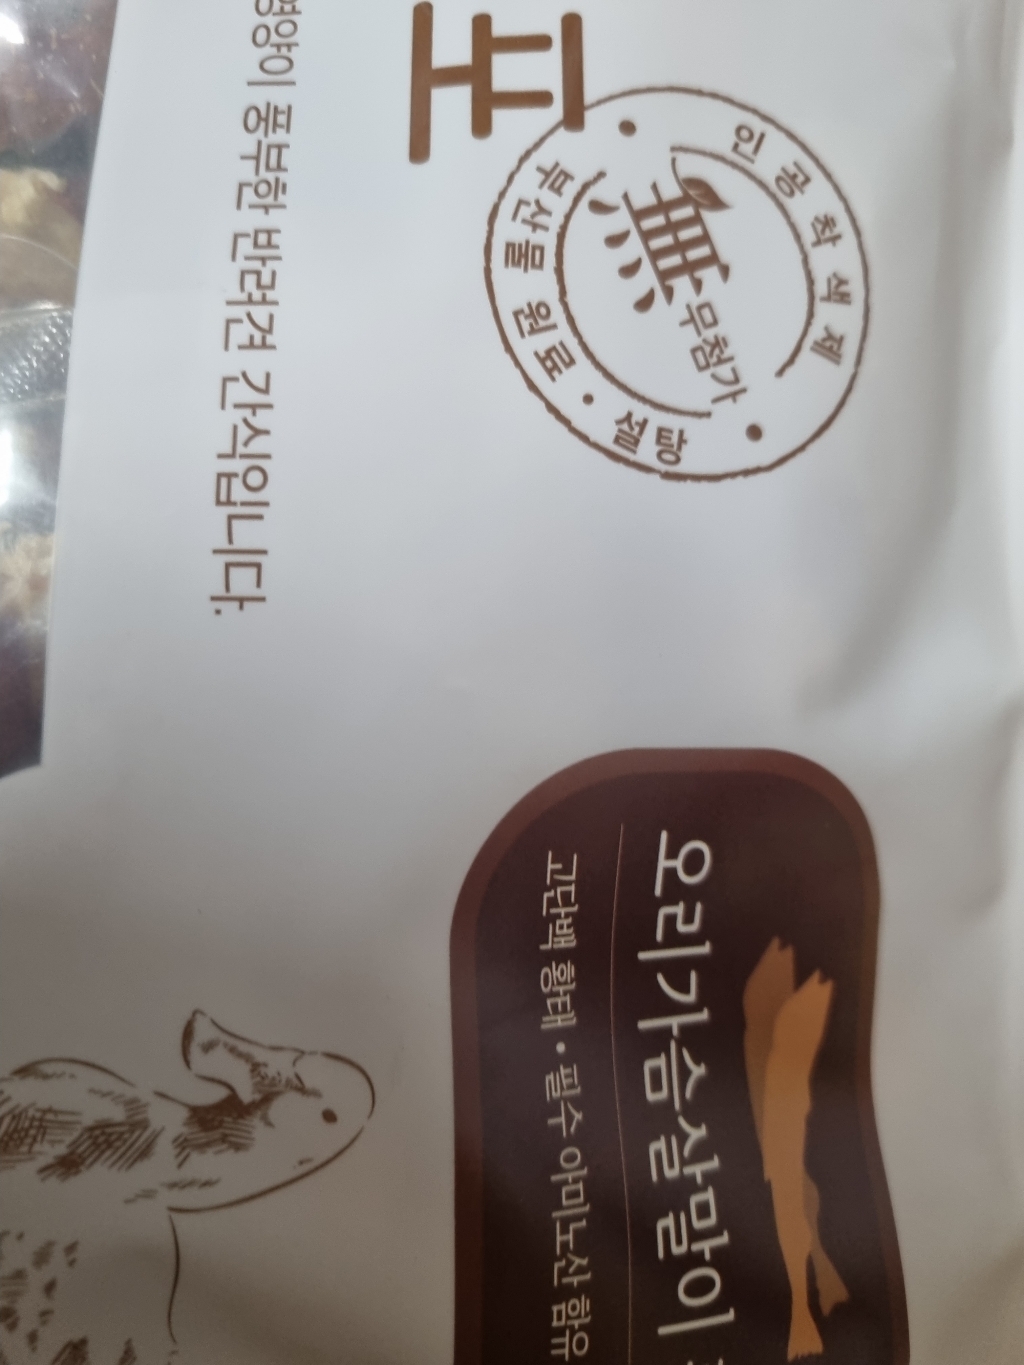 포
인공착색제
부산물 원료 • 설탕
無
무첨가
영양이 풍부한 반려견 간식입니다.
오리가슴살말이
고단백 황태 • 필수 아미노산 함유